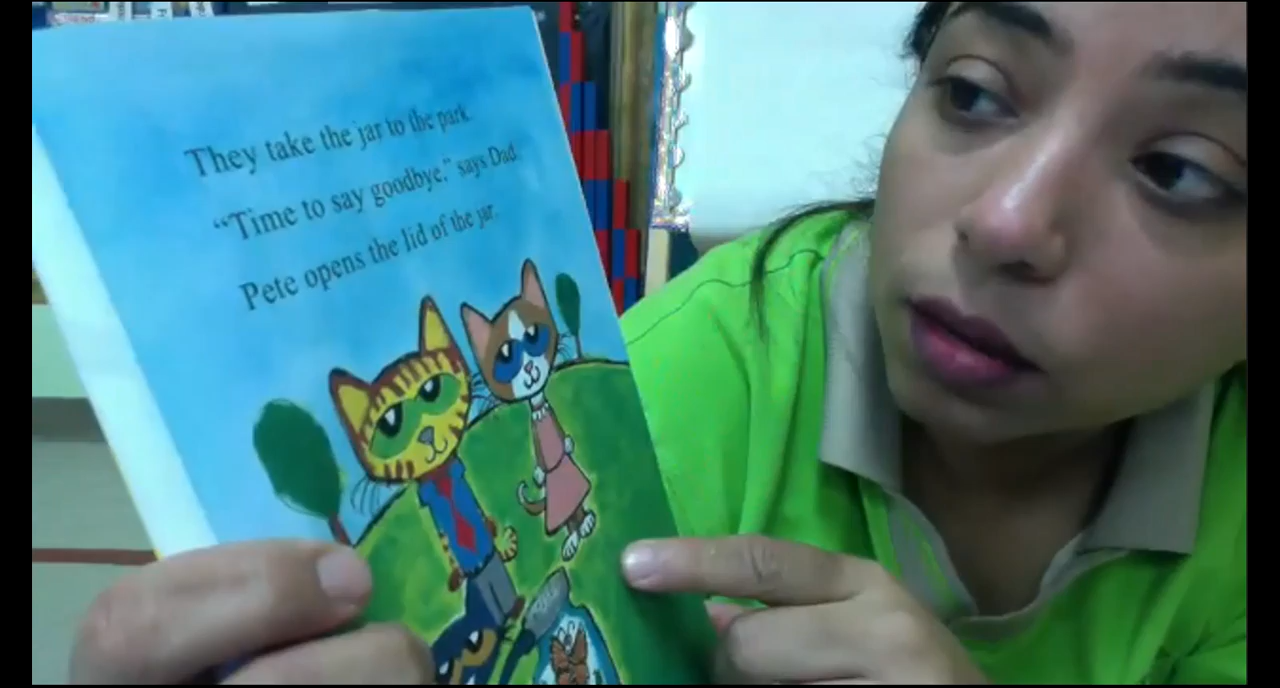 They take the jar to the park.
“Time to say goodbye,” says Dad.
Pete opens the lid of the jar.